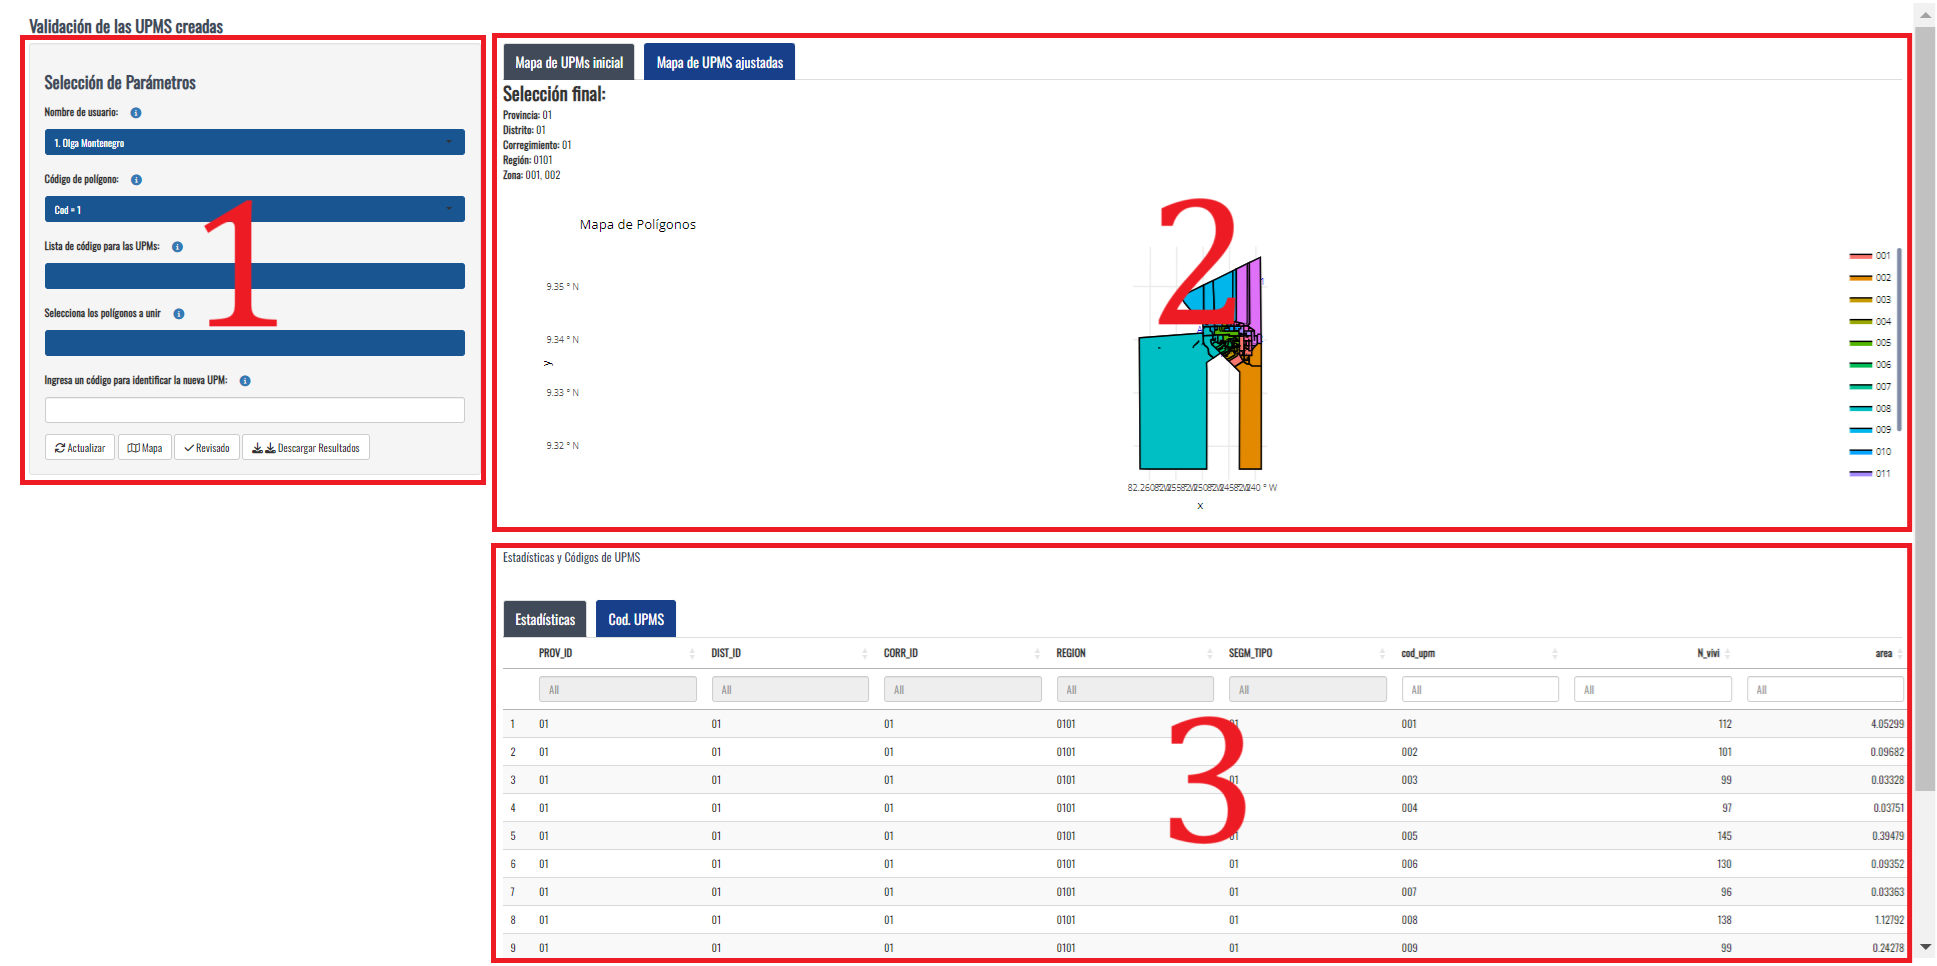 Validación de las UPMS creadas
Selección de Parámetros
Nombre de usuario:
1. Olga Montenegro
Código de polígono:
Cod = 1
Lista de código para las UPMs:
Selecciona los polígonos a unir
Ingresa un código para identificar la nueva UPM:
Actualizar Mapa Revisado Descargar Resultados
1
Mapa de UPMs inicial Mapa de UPMS ajustadas
Selección final:
Provincia: 01
Distrito: 01
Corregimiento: 01
Región: 0101
Zona: 001, 002
Mapa de Polígonos
2
9.35 ° N
9.34 ° N
9.33 ° N
9.32 ° N
y
x
001
002
003
004
005
006
007
008
009
010
011
Estadísticas y Códigos de UPMS
Estadísticas Cod. UPMS
PROV_ID DIST_ID CORR_ID REGION SEGM_TIPO cod_upm N_vivi area
All All All All All All All All
1 01 01 01 0101 01 001 112 4.05299
2 01 01 01 0101 002 101 0.09682
3 01 01 01 0101 01 003 99 0.03328
4 01 01 01 0101 004 97 0.03751
5 01 01 01 0101 01 005 145 0.39479
6 01 01 01 0101 01 006 130 0.09352
7 01 01 01 0101 01 007 96 0.03363
8 01 01 01 0101 01 008 138 1.12792
9 01 01 01 0101 01 009 99 0.24278
3